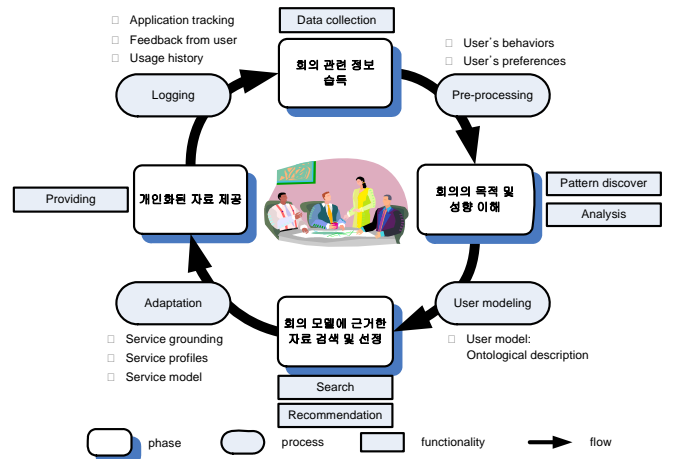 □ Application tracking
□ Feedback from user
□ Usage history
Data collection
회의 관련 정보
습득
□ User`s behaviors
□ User`s preferences
Logging
Pre-processing
Providing
개인화된 자료 제공
회의의 목적 및
성향 이해
Pattern discover
Analysis
Adaptation
□ Service grounding
□ Service profiles
□ Service model
회의 모델에 근거한
자료 검색 및 선정
Search
Recommendation
User modeling
□ User model:
Ontological description
phase
process
functionality
flow